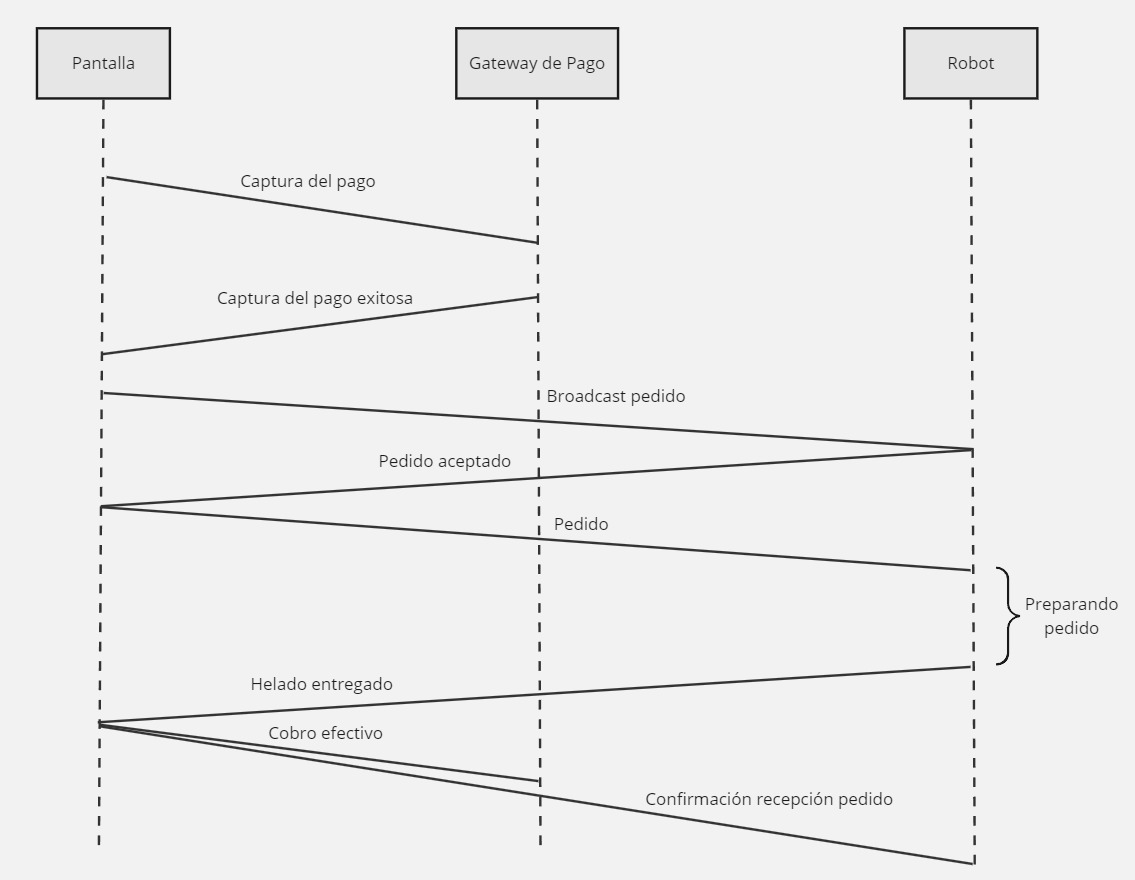 Pantalla
Gateway de Pago
Robot
Captura del pago
Captura del pago exitosa
Broadcast pedido
Pedido aceptado
Pedido
Preparando
pedido
Helado entregado
Cobro efectivo
Confirmación recepción pedido